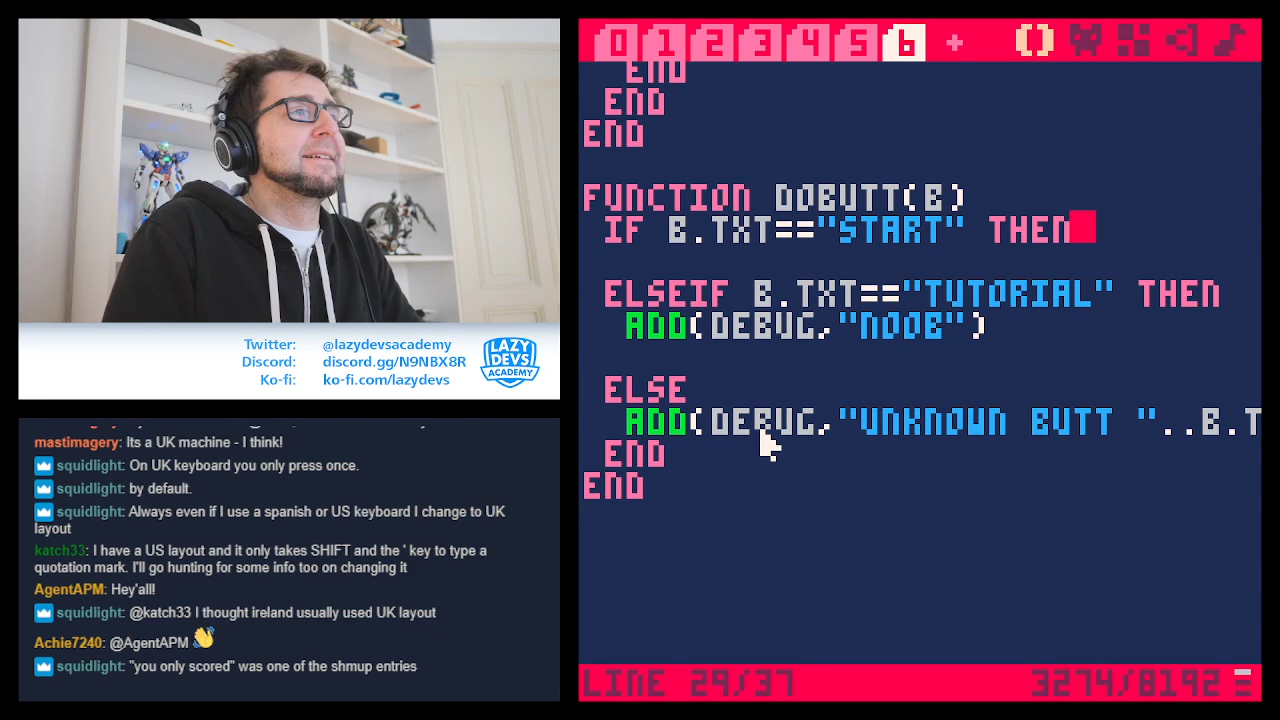 Twitter: @lazydevsacademy
Discord: discord.gg/N9NBX8R
Ko-fi: ko-fi.com/lazydevs
LAZY
DEVS
ACADEMY
mastimagery: Its a UK machine - I think!
squidlight: On UK keyboard you only press once.
squidlight: by default.
squidlight: Always even if I use a spanish or US keyboard I change to UK
layout
katch33: I have a US layout and it only takes SHIFT and the ' key to type a
quotation mark. I'll go hunting for some info too on changing it
AgentAPM: Hey'all!
squidlight: @katch33 I thought ireland usually used UK layout
Achie7240: @AgentAPM
squidlight: "you only scored" was one of the shmup entries
0 1 2 3 4 5 6 + ()
END
END
END
FUNCTION DOBUTT(B)
IF B.TXT=="START" THEN
ELSEIF B.TXT=="TUTORIAL" THEN
ADD(DEBUG,"NOOB")
ELSE
ADD(DEBUG,"UNKNOWN BUTT "..B.T
END
END
LINE 29/37 3274/8192